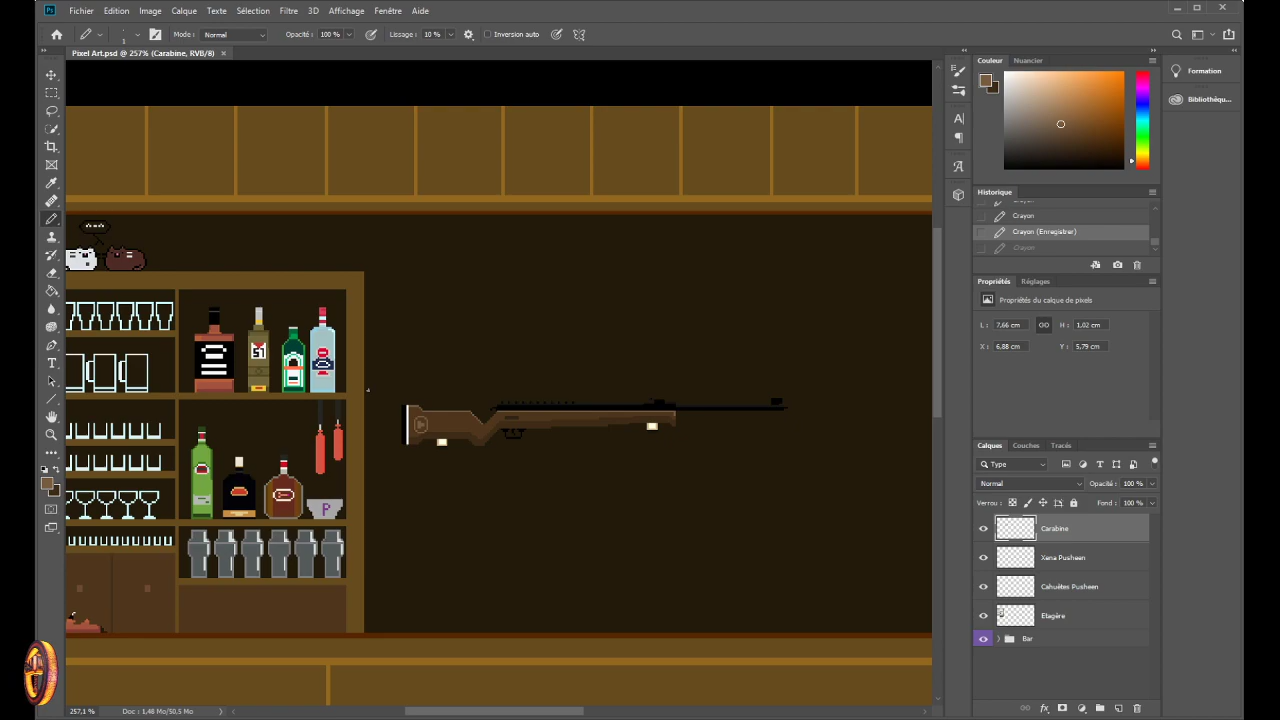 Fichier Edition Image Calque Texte Sélection Filtre 3D Affichage Fenêtre Aide
1 Mode : Normal Opacité : 100 % Lissage : 10 % Inversion auto
Pixel Art.psd @ 257% (Carabine, RVB/8)
Couleur Nuancier
Formation
Bibliothèqu...
Historique
Crayon
Crayon (Enregistrer)
Crayon
Propriétés Réglages
Propriétés du calque de pixels
L : 7,66 cm H : 1,02 cm
X : 6,88 cm Y : 5,79 cm
51
P
Calques Couches Tracés
Type
Normal Opacité : 100 %
Verrou : Fond : 100 %
Carabine
Xena Pusheen
Cahuètes Pusheen
Etagère
Bar
257,1 % Doc : 1,48 Mo/50,5 Mo